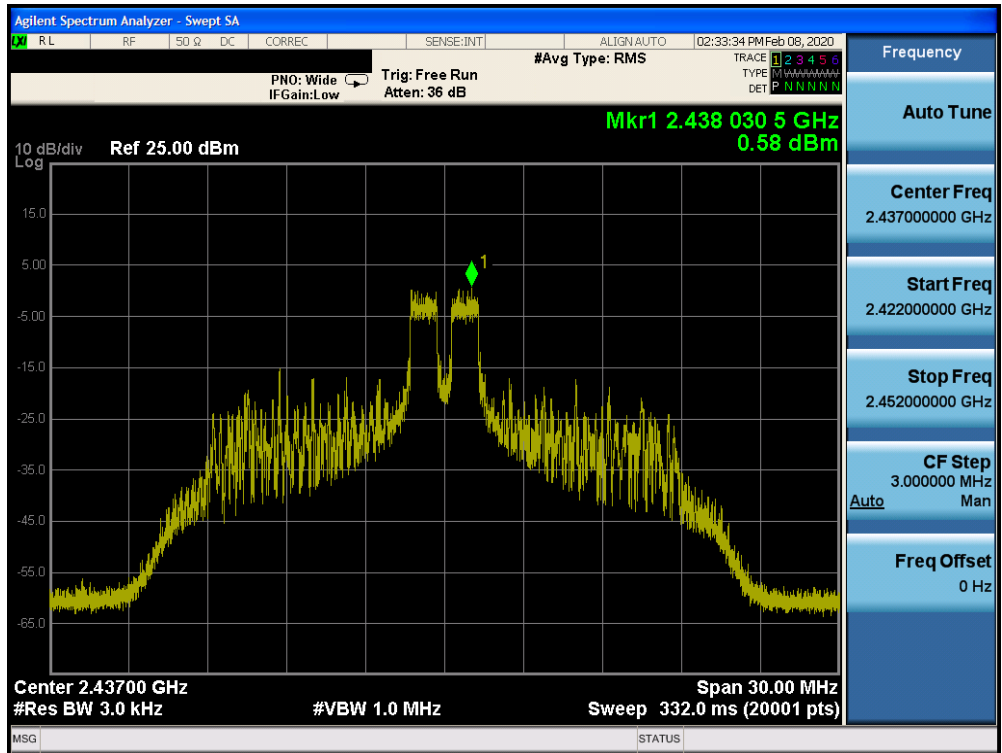 Agilent Spectrum Analyzer - Swept SA
LXI RL RF 50 Ω DC CORREC SENSE:INT ALIGN AUTO 02:33:34 PM Feb 08, 2020
#Avg Type: RMS
TRACE 1 2 3 4 5 6
TYPE M WWWWW
DET P N N N N N
PNO: Wide Trig: Free Run
IFGain:Low Atten: 36 dB
Mkr1 2.438 030 5 GHz
0.58 dBm
10 dB/div Ref 25.00 dBm
Log
15.0
5.00
-5.00
-15.0
-25.0
-35.0
-45.0
-55.0
-65.0
1
Center 2.43700 GHz Span 30.00 MHz
#Res BW 3.0 kHz #VBW 1.0 MHz Sweep 332.0 ms (20001 pts)
MSG STATUS
Frequency
Auto Tune
Center Freq
2.437000000 GHz
Start Freq
2.422000000 GHz
Stop Freq
2.452000000 GHz
CF Step
3.000000 MHz
Auto Man
Freq Offset
0 Hz